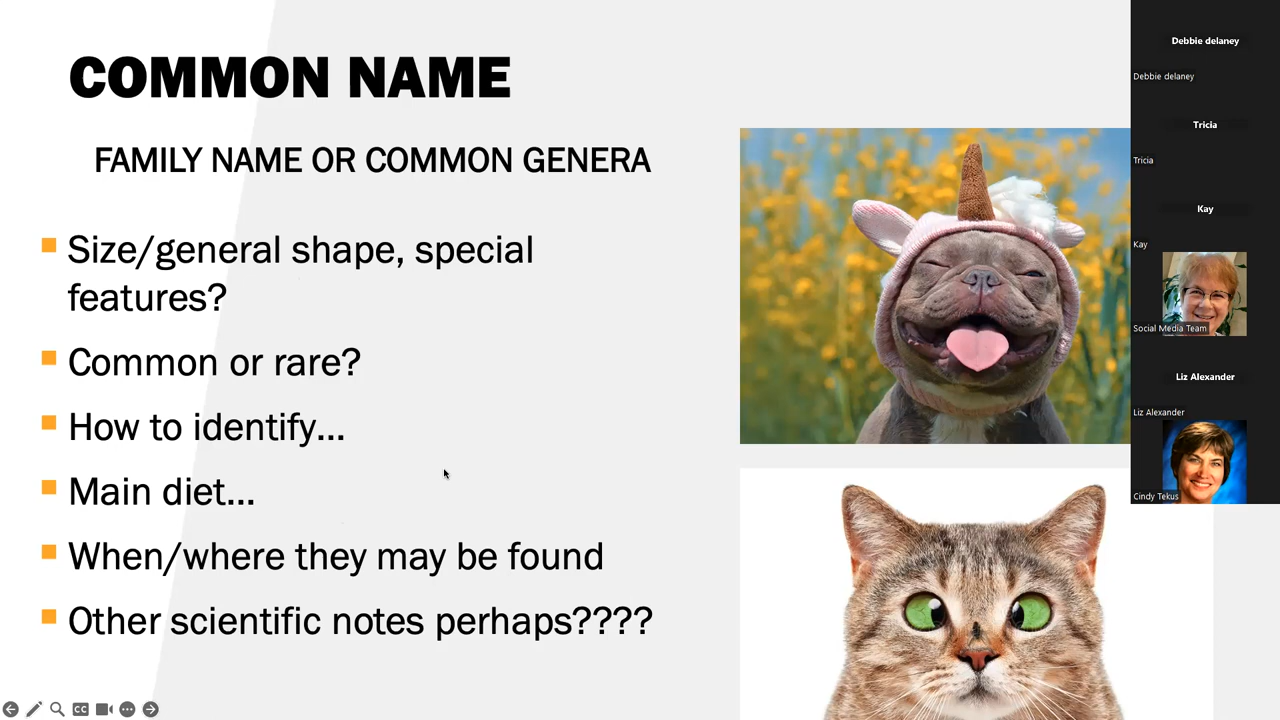 COMMON NAME
FAMILY NAME OR COMMON GENERA
Size/general shape, special
features?
Common or rare?
How to identify...
Main diet...
When/where they may be found
Other scientific notes perhaps????
Debbie delaney
Debbie delaney
Tricia
Tricia
Kay
Kay
Social Media Team
Liz Alexander
Liz Alexander
Cindy Tekus
CC